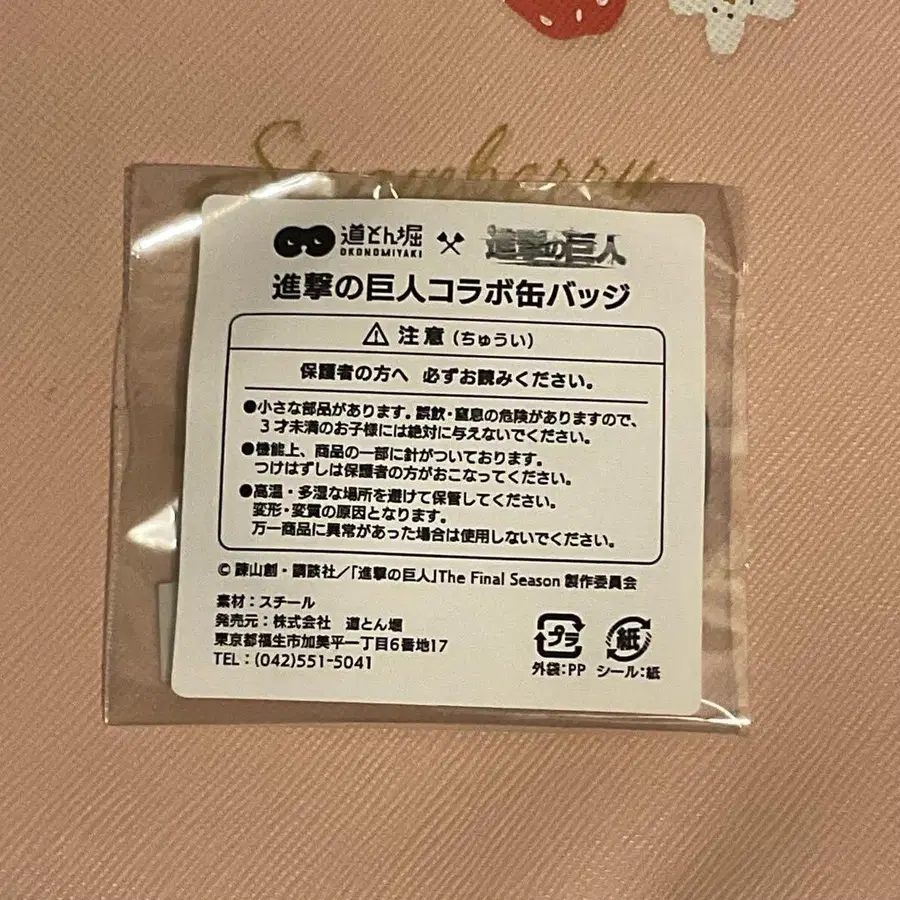 Strawberry
道とん堀 × 進撃の巨人
OKONOMIYAKI
進撃の巨人コラボ缶バッジ
⚠ 注意(ちゅうい)
保護者の方へ 必ずお読みください。
●小さな部品があります。誤飲・窒息の危険がありますので、
3才未満のお子様には絶対に与えないでください。
●機能上、商品の一部に針がついております。
つけはずしは保護者の方がおこなってください。
●高温・多湿な場所を避けて保管してください。
変形・変質の原因となります。
万一商品に異常があった場合は使用しないでください。
© 諫山創・講談社/「進撃の巨人」The Final Season 製作委員会
素材:スチール
発売元:株式会社 道とん堀
東京都福生市加美平一丁目6番地17
TEL:(042)551-5041
プラ 紙
外袋:PP シール:紙